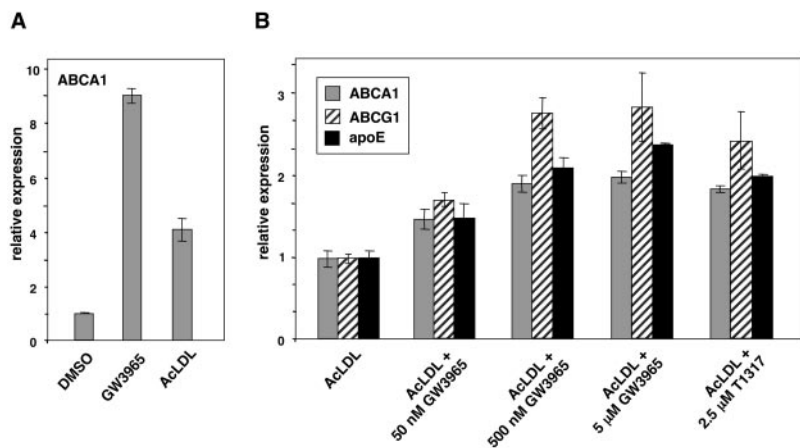 A
ABCA1
relative expression
10
8
6
4
2
1
0
DMSO
GW3965
AcLDL
B
ABCA1
ABCG1
apoE
relative expression
3
2
1
0
AcLDL
AcLDL +
50 nM GW3965
AcLDL +
500 nM GW3965
AcLDL +
5 µM GW3965
AcLDL +
2.5 µM T1317